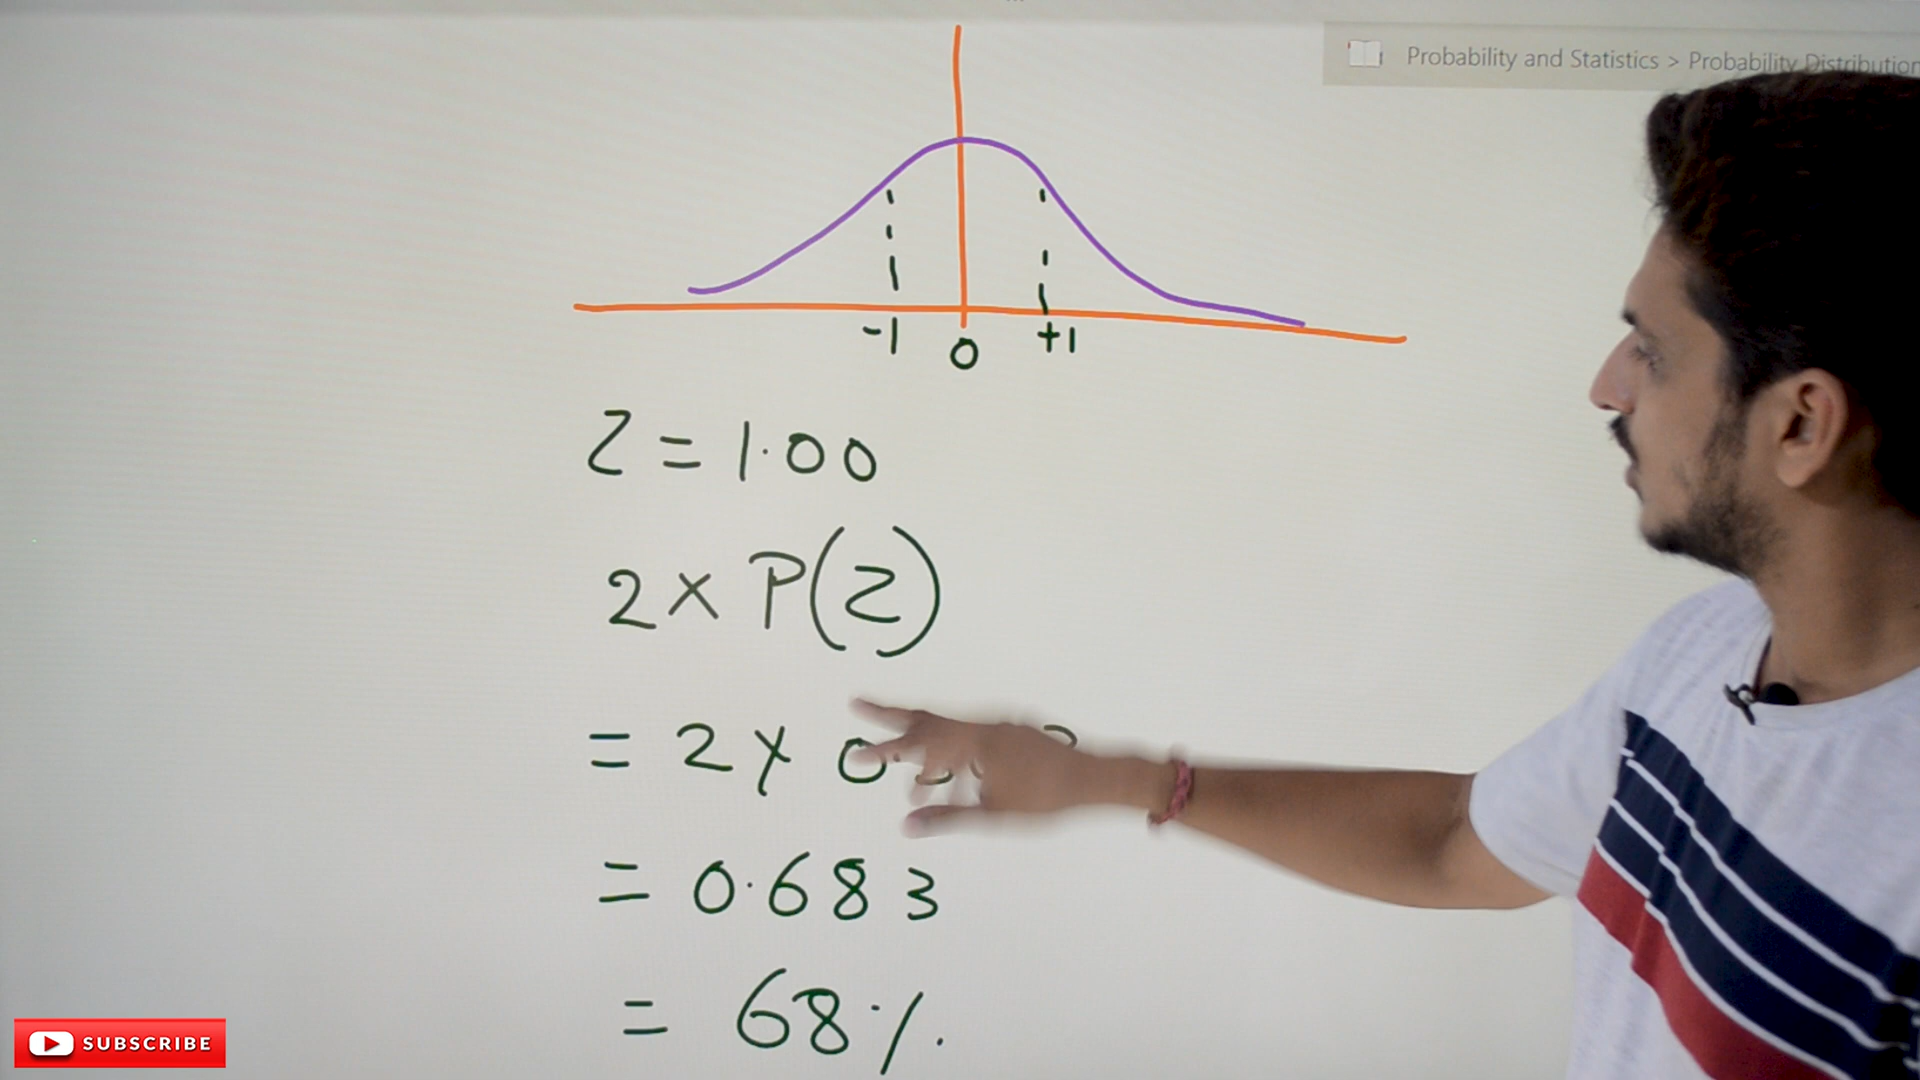 Probability and Statistics > Probability Distribution
-1 0 +1
Z = 1.00
2 x P(Z)
= 2 x 0.
= 0.683
= 68%.
SUBSCRIBE